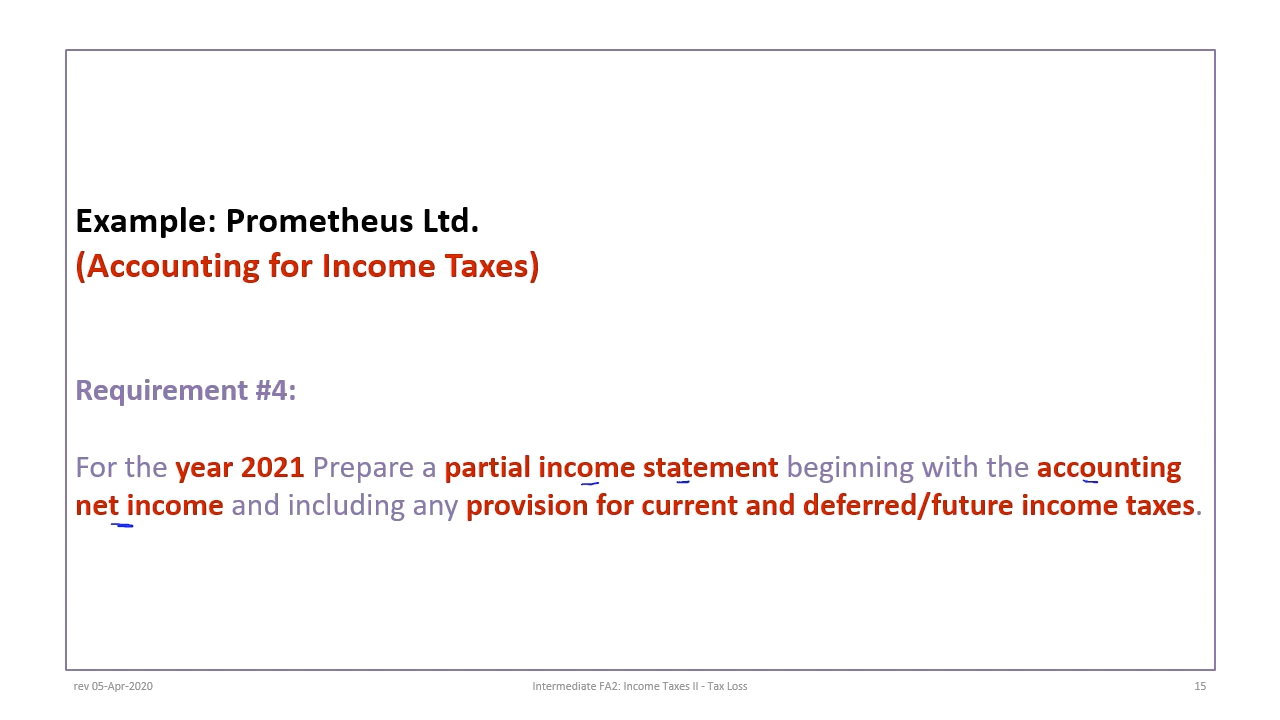 Example: Prometheus Ltd.
(Accounting for Income Taxes)
Requirement #4:
For the year 2021 Prepare a partial income statement beginning with the accounting
net income and including any provision for current and deferred/future income taxes.
rev 05-Apr-2020
Intermediate FA2: Income Taxes II - Tax Loss
15